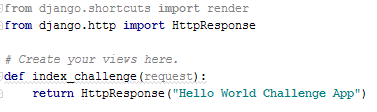 from django.shortcuts import render
from django.http import HttpResponse

# Create your views here.
def index_challenge(request):
    return HttpResponse("Hello World Challenge App")